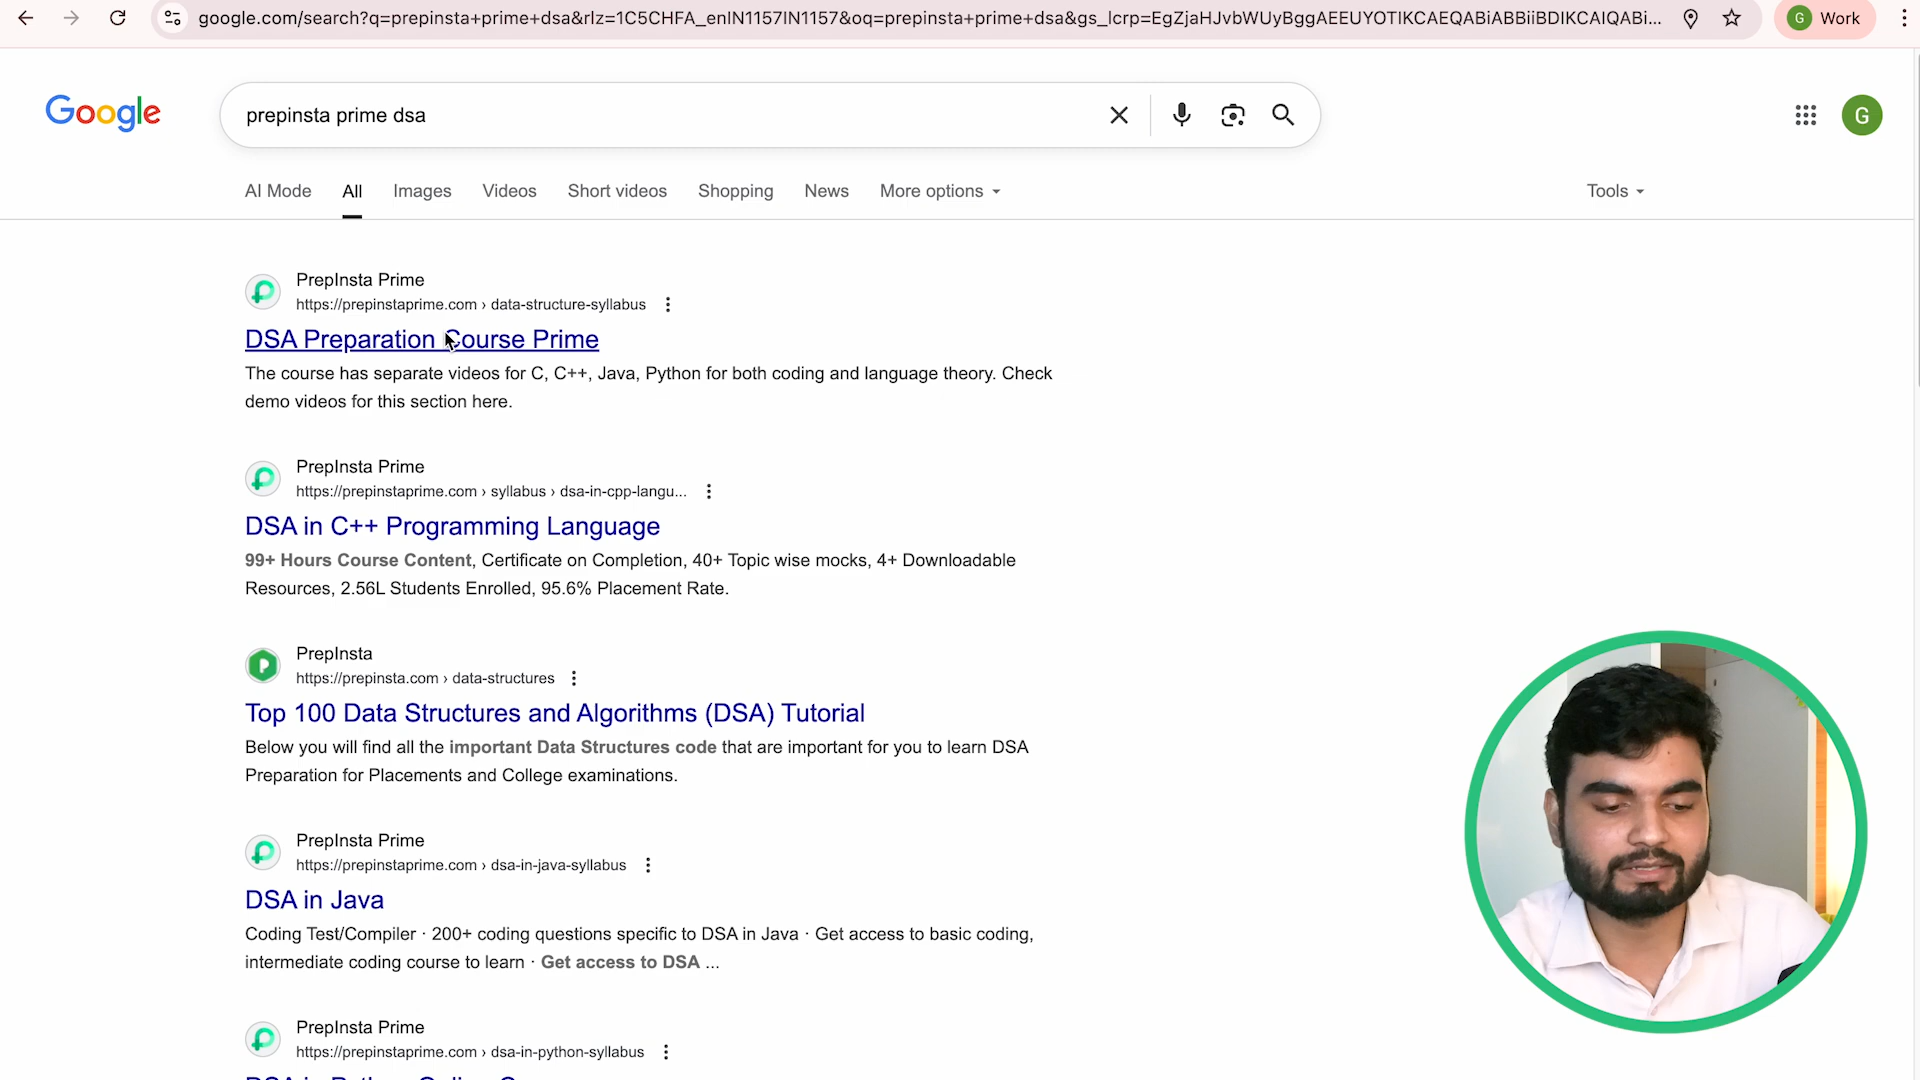 google.com/search?q=prepinsta+prime+dsa&rlz=1C5CHFA_enIN1157IN1157&oq=prepinsta+prime+dsa&gs_lcrp=EgZjaHJvbWUyBggAEEUYOTIKCAEQABiABBiiBDIKCAIQABi...
G Work
Google
prepinsta prime dsa
G
AI Mode All Images Videos Short videos Shopping News More options Tools
PrepInsta Prime
https://prepinstaprime.com › data-structure-syllabus
DSA Preparation Course Prime
The course has separate videos for C, C++, Java, Python for both coding and language theory. Check
demo videos for this section here.
PrepInsta Prime
https://prepinstaprime.com › syllabus › dsa-in-cpp-langu...
DSA in C++ Programming Language
99+ Hours Course Content, Certificate on Completion, 40+ Topic wise mocks, 4+ Downloadable
Resources, 2.56L Students Enrolled, 95.6% Placement Rate.
PrepInsta
https://prepinsta.com › data-structures
Top 100 Data Structures and Algorithms (DSA) Tutorial
Below you will find all the important Data Structures code that are important for you to learn DSA
Preparation for Placements and College examinations.
PrepInsta Prime
https://prepinstaprime.com › dsa-in-java-syllabus
DSA in Java
Coding Test/Compiler · 200+ coding questions specific to DSA in Java · Get access to basic coding,
intermediate coding course to learn · Get access to DSA ...
PrepInsta Prime
https://prepinstaprime.com › dsa-in-python-syllabus